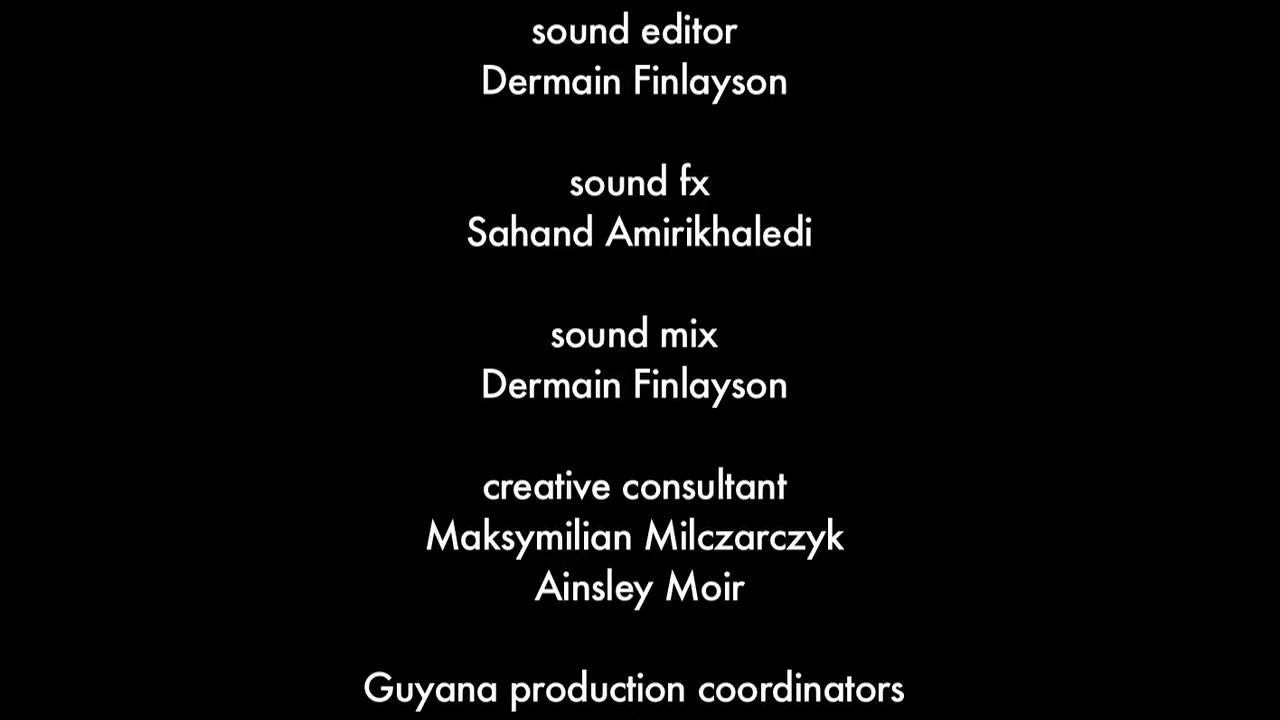 sound editor
Dermain Finlayson
sound fx
Sahand Amirikhaledi
sound mix
Dermain Finlayson
creative consultant
Maksymilian Milczarczyk
Ainsley Moir
Guyana production coordinators